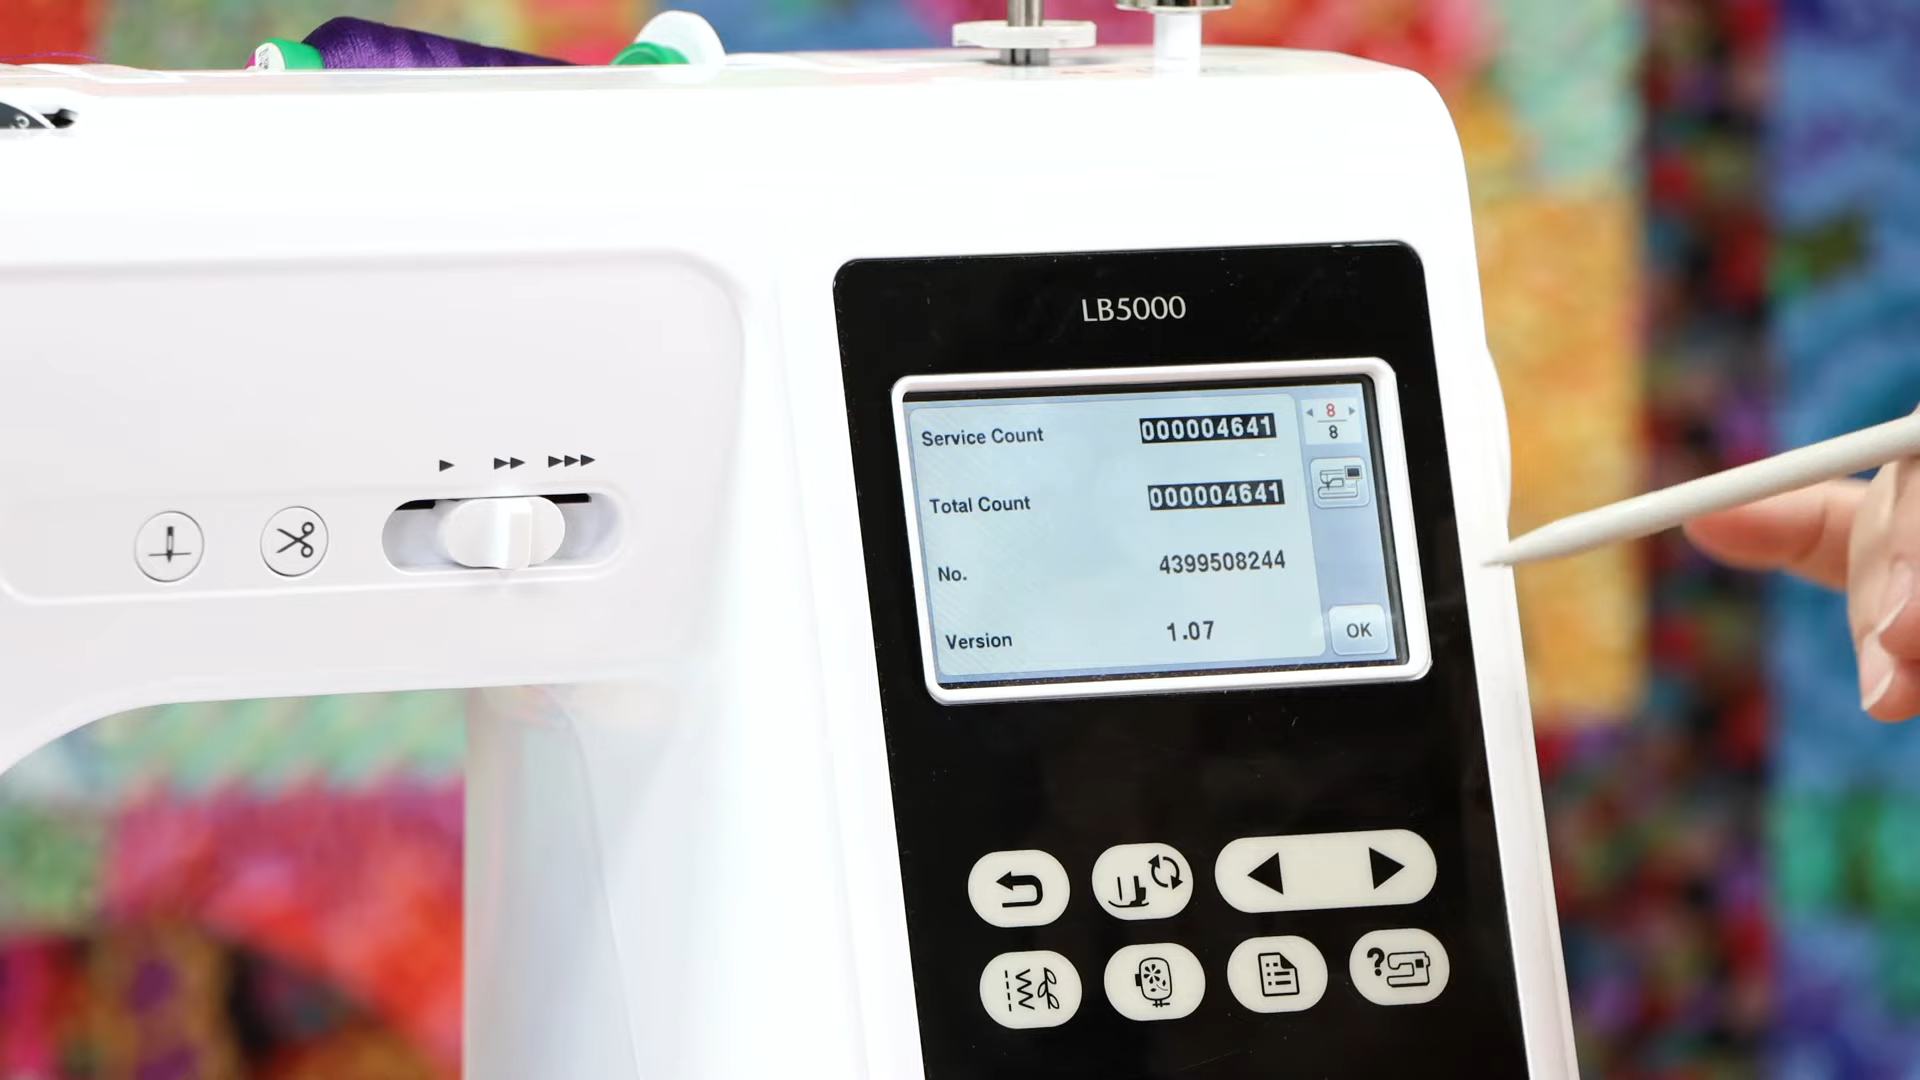 LB5000
Service Count 000004641
8
8
Total Count 000004641
No. 4399508244
Version 1.07
OK